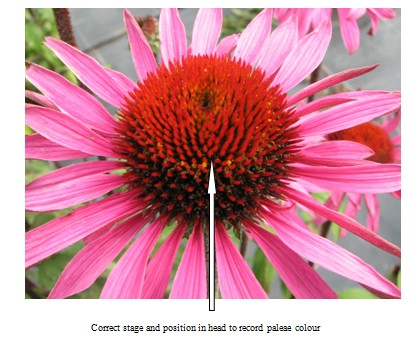 Correct stage and position in head to record paleae colour